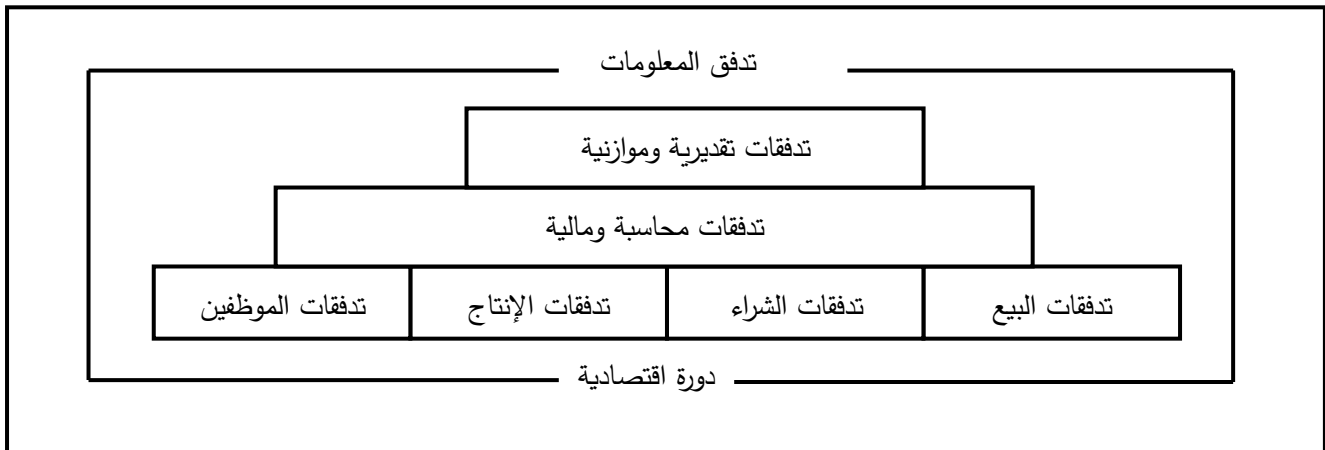 تدفق المعلومات
تدفقات تقديرية وموازنية
تدفقات محاسبة ومالية
تدفقات البيع
تدفقات الشراء
تدفقات الإنتاج
تدفقات الموظفين
دورة اقتصادية